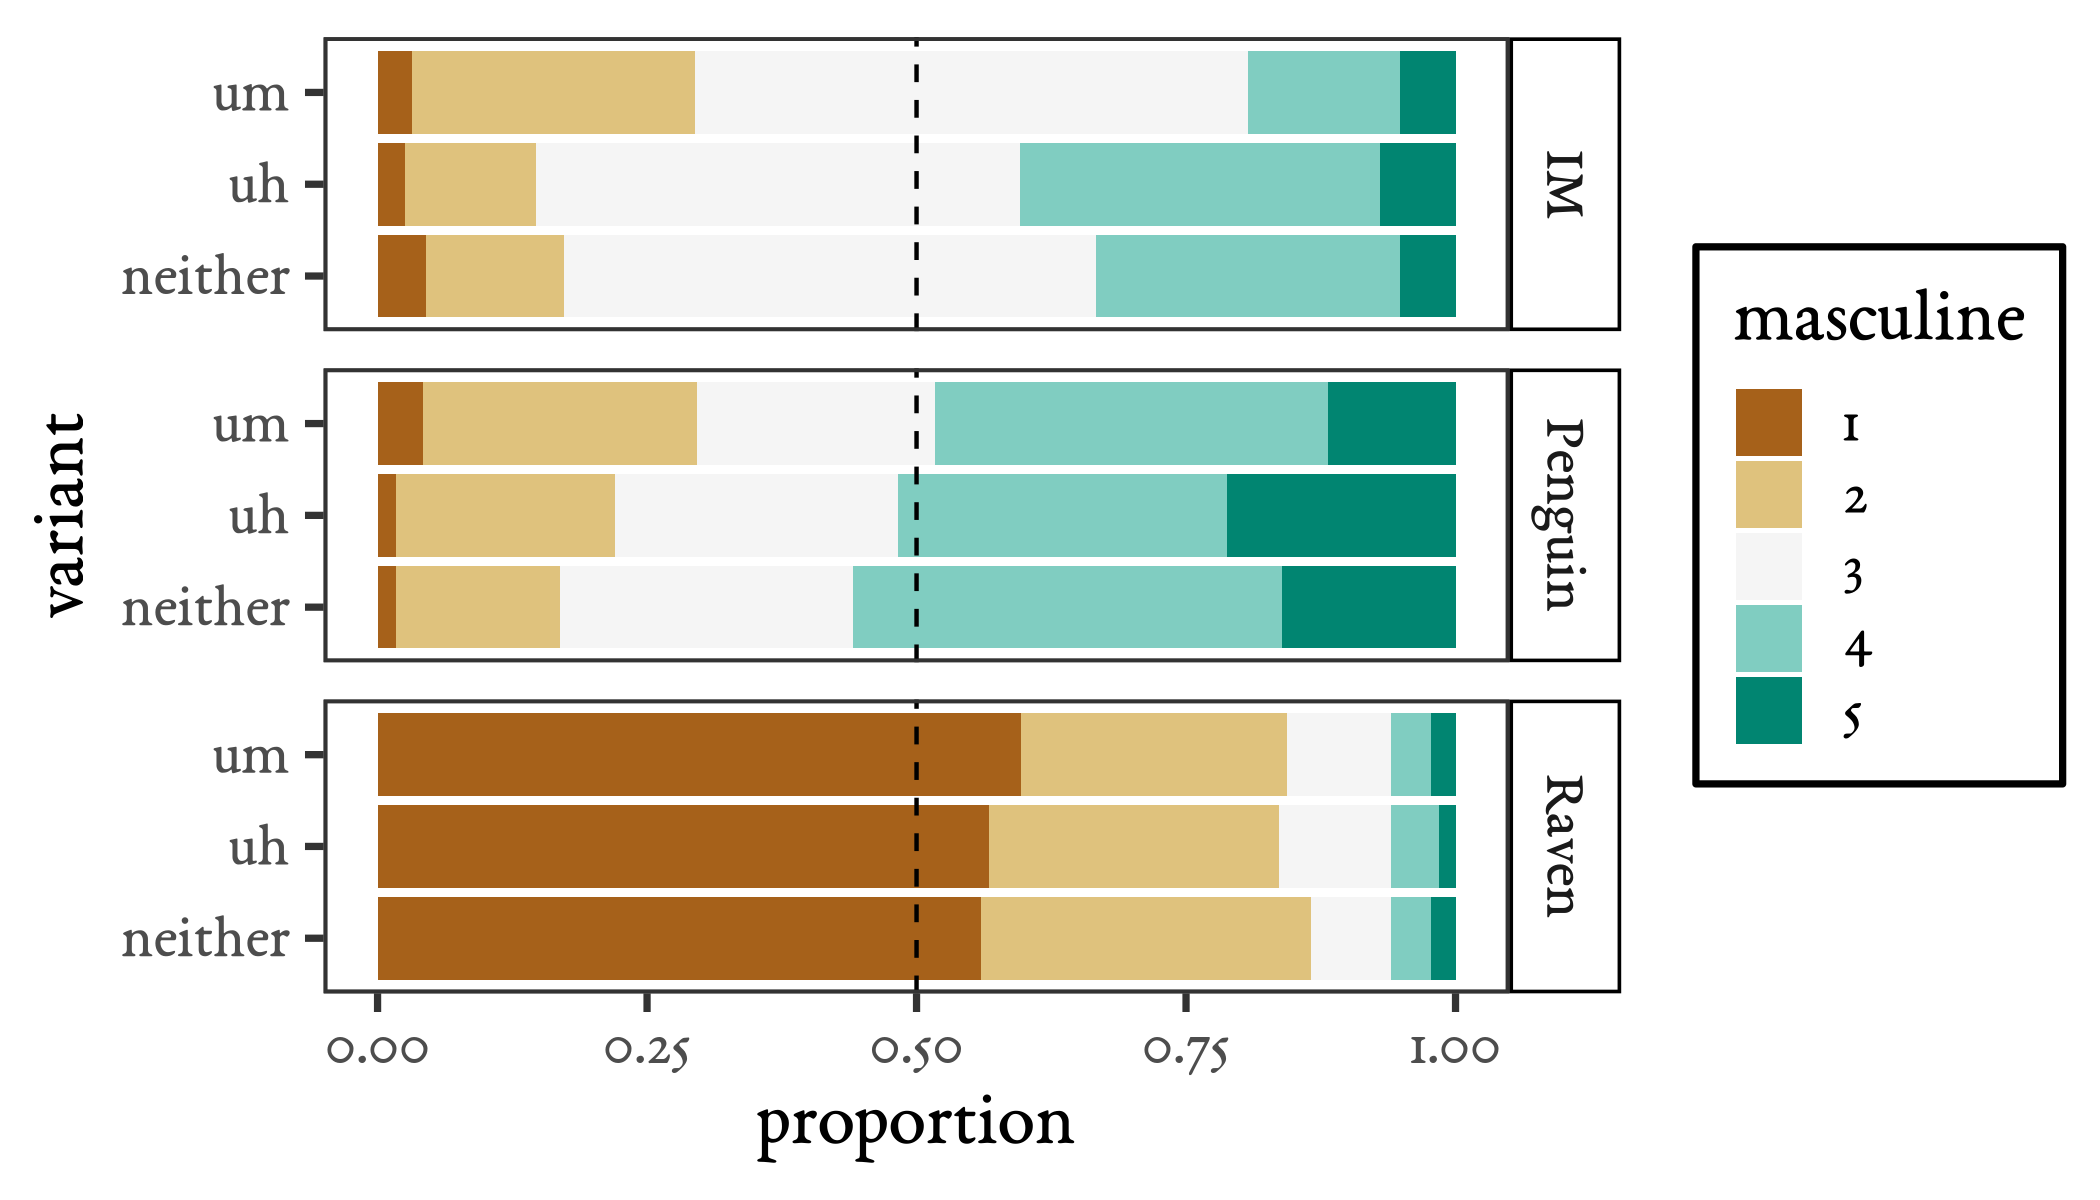 um
uh
neither
IM
um
uh
neither
Penguin
um
uh
neither
Raven
variant
0.00 0.25 0.50 0.75 1.00
proportion
masculine
1
2
3
4
5